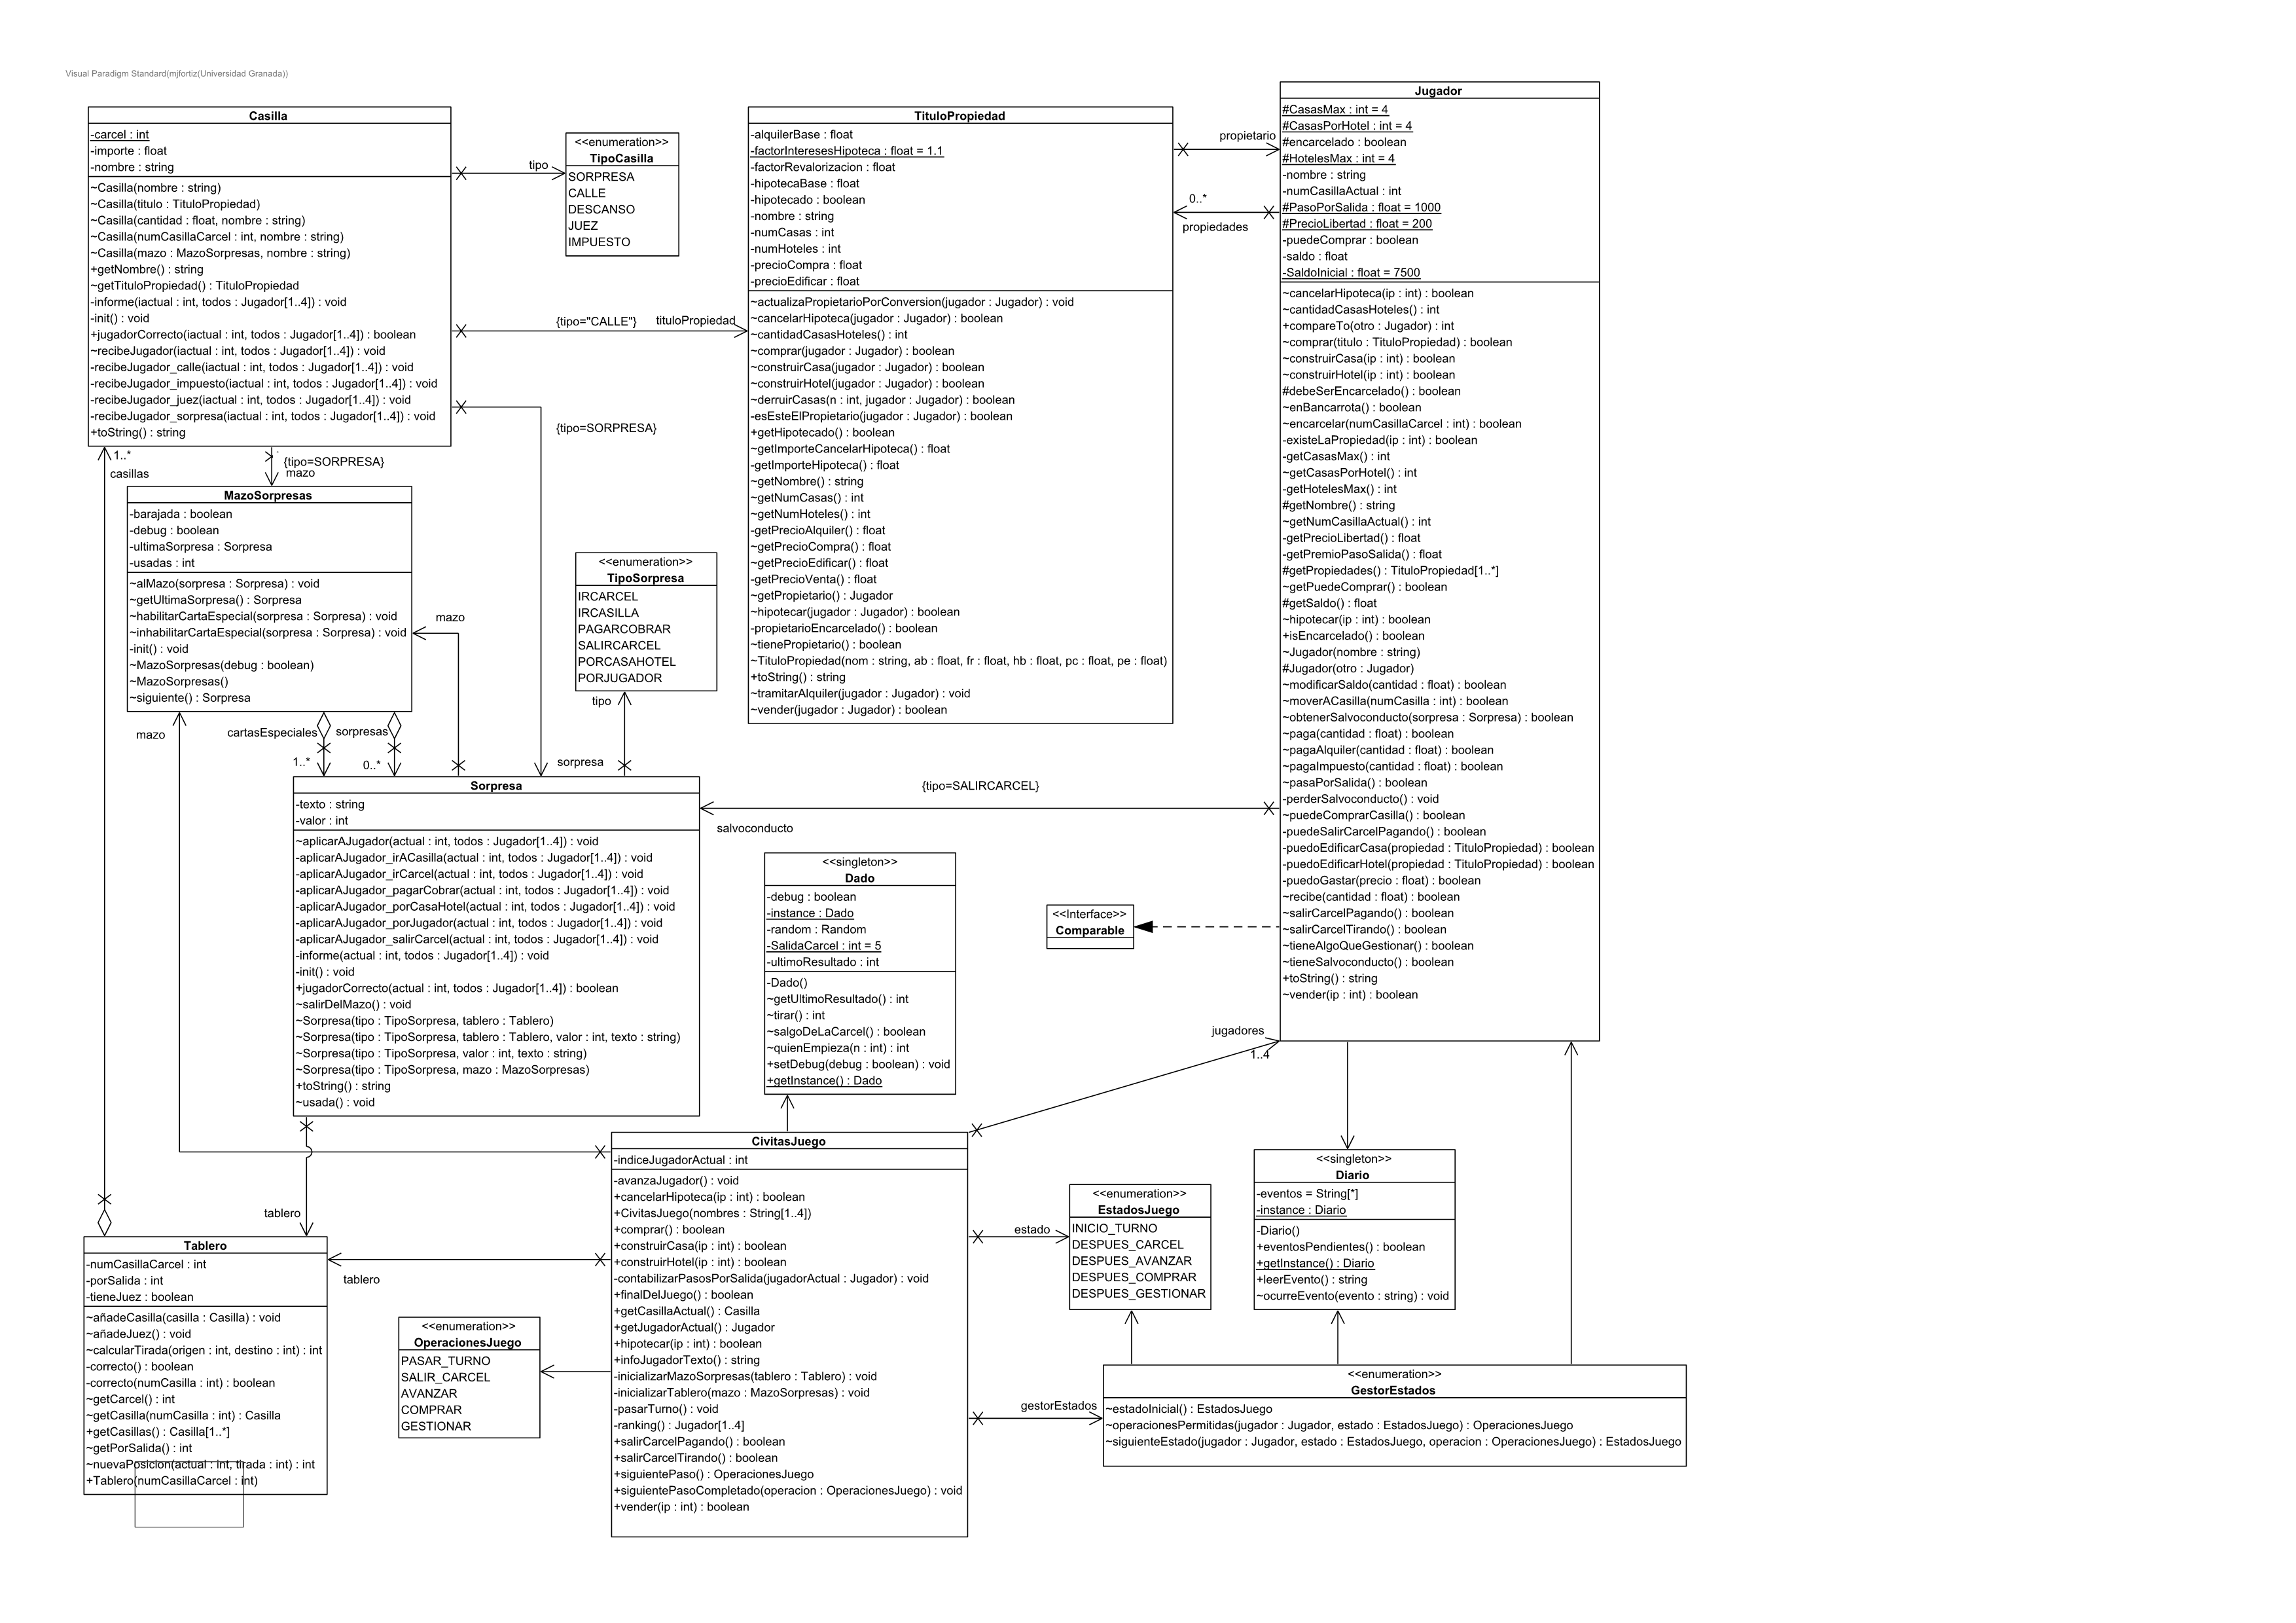 Visual Paradigm Standard(mjfortiz(Universidad Granada))
Casilla
-carcel : int
-importe : float
-nombre : string
~Casilla(nombre : string)
~Casilla(titulo : TituloPropiedad)
~Casilla(cantidad : float, nombre : string)
~Casilla(numCasillaCarcel : int, nombre : string)
~Casilla(mazo : MazoSorpresas, nombre : string)
+getNombre() : string
~getTituloPropiedad() : TituloPropiedad
-informe(iactual : int, todos : Jugador[1..4]) : void
-init() : void
+jugadorCorrecto(iactual : int, todos : Jugador[1..4]) : boolean
~recibeJugador(iactual : int, todos : Jugador[1..4]) : void
-recibeJugador_calle(iactual : int, todos : Jugador[1..4]) : void
-recibeJugador_impuesto(iactual : int, todos : Jugador[1..4]) : void
-recibeJugador_juez(iactual : int, todos : Jugador[1..4]) : void
-recibeJugador_sorpresa(iactual : int, todos : Jugador[1..4]) : void
+toString() : string
tipo
<<enumeration>>
TipoCasilla
SORPRESA
CALLE
DESCANSO
JUEZ
IMPUESTO
{tipo="CALLE"}
tituloPropiedad
{tipo=SORPRESA}
1..*
casillas
{tipo=SORPRESA}
mazo
TituloPropiedad
-alquilerBase : float
-factorInteresesHipoteca : float = 1.1
-factorRevalorizacion : float
-hipotecaBase : float
-hipotecado : boolean
-nombre : string
-numCasas : int
-numHoteles : int
-precioCompra : float
-precioEdificar : float
~actualizaPropietarioPorConversion(jugador : Jugador) : void
~cancelarHipoteca(jugador : Jugador) : boolean
~cantidadCasasHoteles() : int
~comprar(jugador : Jugador) : boolean
~construirCasa(jugador : Jugador) : boolean
~construirHotel(jugador : Jugador) : boolean
~derruirCasas(n : int, jugador : Jugador) : boolean
-esEsteElPropietario(jugador : Jugador) : boolean
+getHipotecado() : boolean
~getImporteCancelarHipoteca() : float
-getImporteHipoteca() : float
~getNombre() : string
~getNumCasas() : int
~getNumHoteles() : int
-getPrecioAlquiler() : float
~getPrecioCompra() : float
~getPrecioEdificar() : float
-getPrecioVenta() : float
~getPropietario() : Jugador
~hipotecar(jugador : Jugador) : boolean
-propietarioEncarcelado() : boolean
~tienePropietario() : boolean
~TituloPropiedad(nom : string, ab : float, fr : float, hb : float, pc : float, pe : float)
+toString() : string
~tramitarAlquiler(jugador : Jugador) : void
~vender(jugador : Jugador) : boolean
propietario
0..*
propiedades
Jugador
#CasasMax : int = 4
#CasasPorHotel : int = 4
#encarcelado : boolean
#HotelesMax : int = 4
-nombre : string
-numCasillaActual : int
#PasoPorSalida : float = 1000
#PrecioLibertad : float = 200
-puedeComprar : boolean
-saldo : float
-SaldoInicial : float = 7500
~cancelarHipoteca(ip : int) : boolean
~cantidadCasasHoteles() : int
+compareTo(otro : Jugador) : int
~comprar(titulo : TituloPropiedad) : boolean
~construirCasa(ip : int) : boolean
~construirHotel(ip : int) : boolean
#debeSerEncarcelado() : boolean
~enBancarrota() : boolean
~encarcelar(numCasillaCarcel : int) : boolean
-existeLaPropiedad(ip : int) : boolean
-getCasasMax() : int
~getCasasPorHotel() : int
-getHotelesMax() : int
#getNombre() : string
~getNumCasillaActual() : int
-getPrecioLibertad() : float
-getPremioPasoSalida() : float
#getPropiedades() : TituloPropiedad[1..*]
~getPuedeComprar() : boolean
#getSaldo() : float
~hipotecar(ip : int) : boolean
+isEncarcelado() : boolean
~Jugador(nombre : string)
#Jugador(otro : Jugador)
~modificarSaldo(cantidad : float) : boolean
~moverACasilla(numCasilla : int) : boolean
~obtenerSalvoconducto(sorpresa : Sorpresa) : boolean
~paga(cantidad : float) : boolean
~pagaAlquiler(cantidad : float) : boolean
~pagaImpuesto(cantidad : float) : boolean
~pasaPorSalida() : boolean
-perderSalvoconducto() : void
~puedeComprarCasilla() : boolean
-puedeSalirCarcelPagando() : boolean
-puedoEdificarCasa(propiedad : TituloPropiedad) : boolean
-puedoEdificarHotel(propiedad : TituloPropiedad) : boolean
-puedoGastar(precio : float) : boolean
~recibe(cantidad : float) : boolean
~salirCarcelPagando() : boolean
~salirCarcelTirando() : boolean
~tieneAlgoQueGestionar() : boolean
~tieneSalvoconducto() : boolean
+toString() : string
~vender(ip : int) : boolean
MazoSorpresas
-barajada : boolean
-debug : boolean
-ultimaSorpresa : Sorpresa
-usadas : int
~alMazo(sorpresa : Sorpresa) : void
~getUltimaSorpresa() : Sorpresa
~habilitarCartaEspecial(sorpresa : Sorpresa) : void
~inhabilitarCartaEspecial(sorpresa : Sorpresa) : void
-init() : void
~MazoSorpresas(debug : boolean)
~MazoSorpresas()
~siguiente() : Sorpresa
mazo
<<enumeration>>
TipoSorpresa
IRCARCEL
IRCASILLA
PAGARCOBRAR
SALIRCARCEL
PORCASAHOTEL
PORJUGADOR
tipo
mazo
cartasEspeciales
sorpresas
1..*
0..*
sorpresa
Sorpresa
-texto : string
-valor : int
~aplicarAJugador(actual : int, todos : Jugador[1..4]) : void
-aplicarAJugador_irACasilla(actual : int, todos : Jugador[1..4]) : void
-aplicarAJugador_irCarcel(actual : int, todos : Jugador[1..4]) : void
-aplicarAJugador_pagarCobrar(actual : int, todos : Jugador[1..4]) : void
-aplicarAJugador_porCasaHotel(actual : int, todos : Jugador[1..4]) : void
-aplicarAJugador_porJugador(actual : int, todos : Jugador[1..4]) : void
-aplicarAJugador_salirCarcel(actual : int, todos : Jugador[1..4]) : void
-informe(actual : int, todos : Jugador[1..4]) : void
-init() : void
+jugadorCorrecto(actual : int, todos : Jugador[1..4]) : boolean
~salirDelMazo() : void
~Sorpresa(tipo : TipoSorpresa, tablero : Tablero)
~Sorpresa(tipo : TipoSorpresa, tablero : Tablero, valor : int, texto : string)
~Sorpresa(tipo : TipoSorpresa, valor : int, texto : string)
~Sorpresa(tipo : TipoSorpresa, mazo : MazoSorpresas)
+toString() : string
~usada() : void
{tipo=SALIRCARCEL}
salvoconducto
<<singleton>>
Dado
-debug : boolean
-instance : Dado
-random : Random
-SalidaCarcel : int = 5
-ultimoResultado : int
-Dado()
~getUltimoResultado() : int
~tirar() : int
~salgoDeLaCarcel() : boolean
~quienEmpieza(n : int) : int
+setDebug(debug : boolean) : void
+getInstance() : Dado
<<Interface>>
Comparable
jugadores
1..4
tablero
Tablero
-numCasillaCarcel : int
-porSalida : int
-tieneJuez : boolean
~añadeCasilla(casilla : Casilla) : void
~añadeJuez() : void
~calcularTirada(origen : int, destino : int) : int
-correcto() : boolean
-correcto(numCasilla : int) : boolean
~getCarcel() : int
~getCasilla(numCasilla : int) : Casilla
+getCasillas() : Casilla[1..*]
~getPorSalida() : int
~nuevaPosicion(actual : int, tirada : int) : int
+Tablero(numCasillaCarcel : int)
tablero
<<enumeration>>
OperacionesJuego
PASAR_TURNO
SALIR_CARCEL
AVANZAR
COMPRAR
GESTIONAR
CivitasJuego
-indiceJugadorActual : int
-avanzaJugador() : void
+cancelarHipoteca(ip : int) : boolean
+CivitasJuego(nombres : String[1..4])
+comprar() : boolean
+construirCasa(ip : int) : boolean
+construirHotel(ip : int) : boolean
-contabilizarPasosPorSalida(jugadorActual : Jugador) : void
+finalDelJuego() : boolean
+getCasillaActual() : Casilla
+getJugadorActual() : Jugador
+hipotecar(ip : int) : boolean
+infoJugadorTexto() : string
-inicializarMazoSorpresas(tablero : Tablero) : void
-inicializarTablero(mazo : MazoSorpresas) : void
-pasarTurno() : void
-ranking() : Jugador[1..4]
+salirCarcelPagando() : boolean
+salirCarcelTirando() : boolean
+siguientePaso() : OperacionesJuego
+siguientePasoCompletado(operacion : OperacionesJuego) : void
+vender(ip : int) : boolean
estado
<<enumeration>>
EstadosJuego
INICIO_TURNO
DESPUES_CARCEL
DESPUES_AVANZAR
DESPUES_COMPRAR
DESPUES_GESTIONAR
<<singleton>>
Diario
-eventos = String[*]
-instance : Diario
-Diario()
+eventosPendientes() : boolean
+getInstance() : Diario
+leerEvento() : string
~ocurreEvento(evento : string) : void
gestorEstados
<<enumeration>>
GestorEstados
~estadoInicial() : EstadosJuego
~operacionesPermitidas(jugador : Jugador, estado : EstadosJuego) : OperacionesJuego
~siguienteEstado(jugador : Jugador, estado : EstadosJuego, operacion : OperacionesJuego) : EstadosJuego